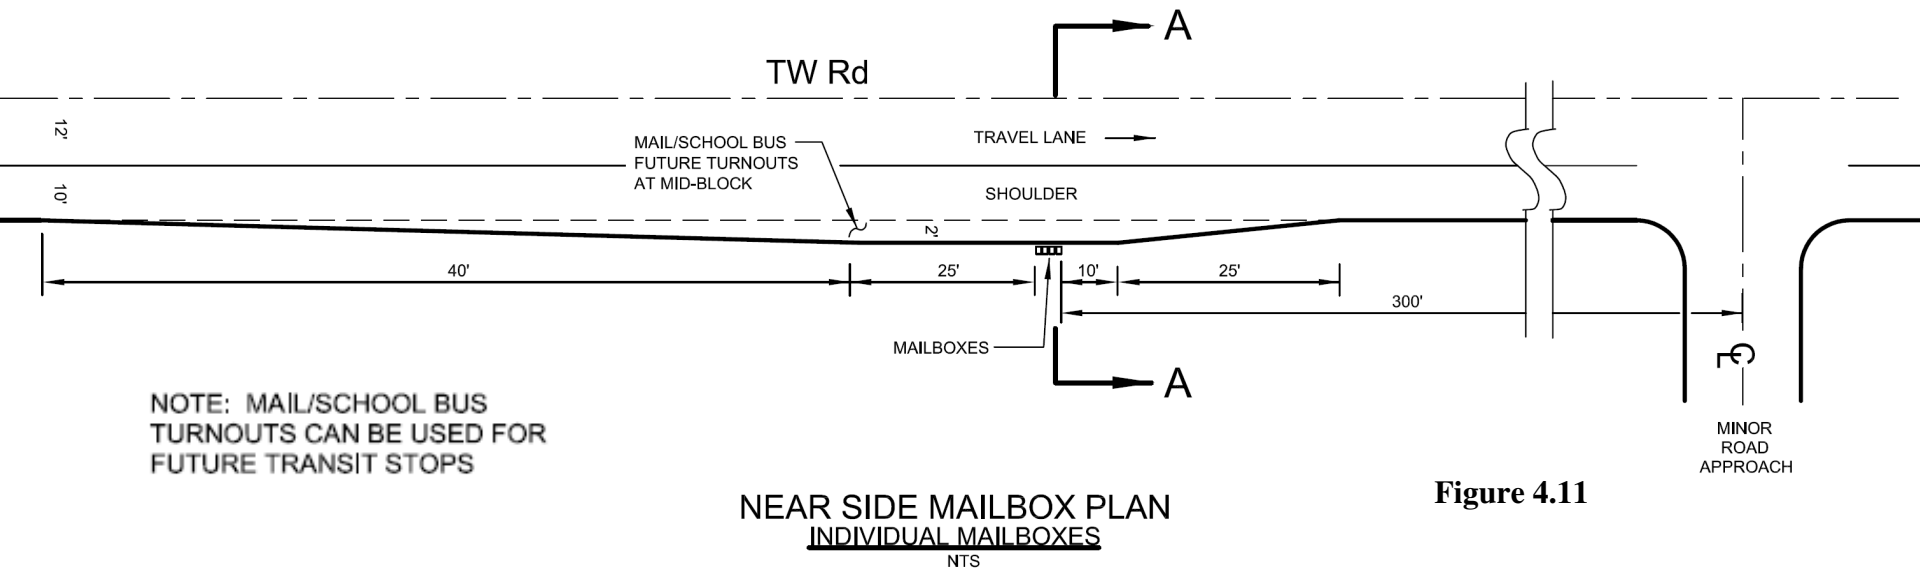 A
TW Rd
12'
MAIL/SCHOOL BUS
FUTURE TURNOUTS
AT MID-BLOCK
TRAVEL LANE
10'
SHOULDER
2'
40'
25'
10'
25'
300'
MAILBOXES
CL
A
NOTE: MAIL/SCHOOL BUS
TURNOUTS CAN BE USED FOR
FUTURE TRANSIT STOPS
MINOR
ROAD
APPROACH
Figure 4.11
NEAR SIDE MAILBOX PLAN
INDIVIDUAL MAILBOXES
NTS